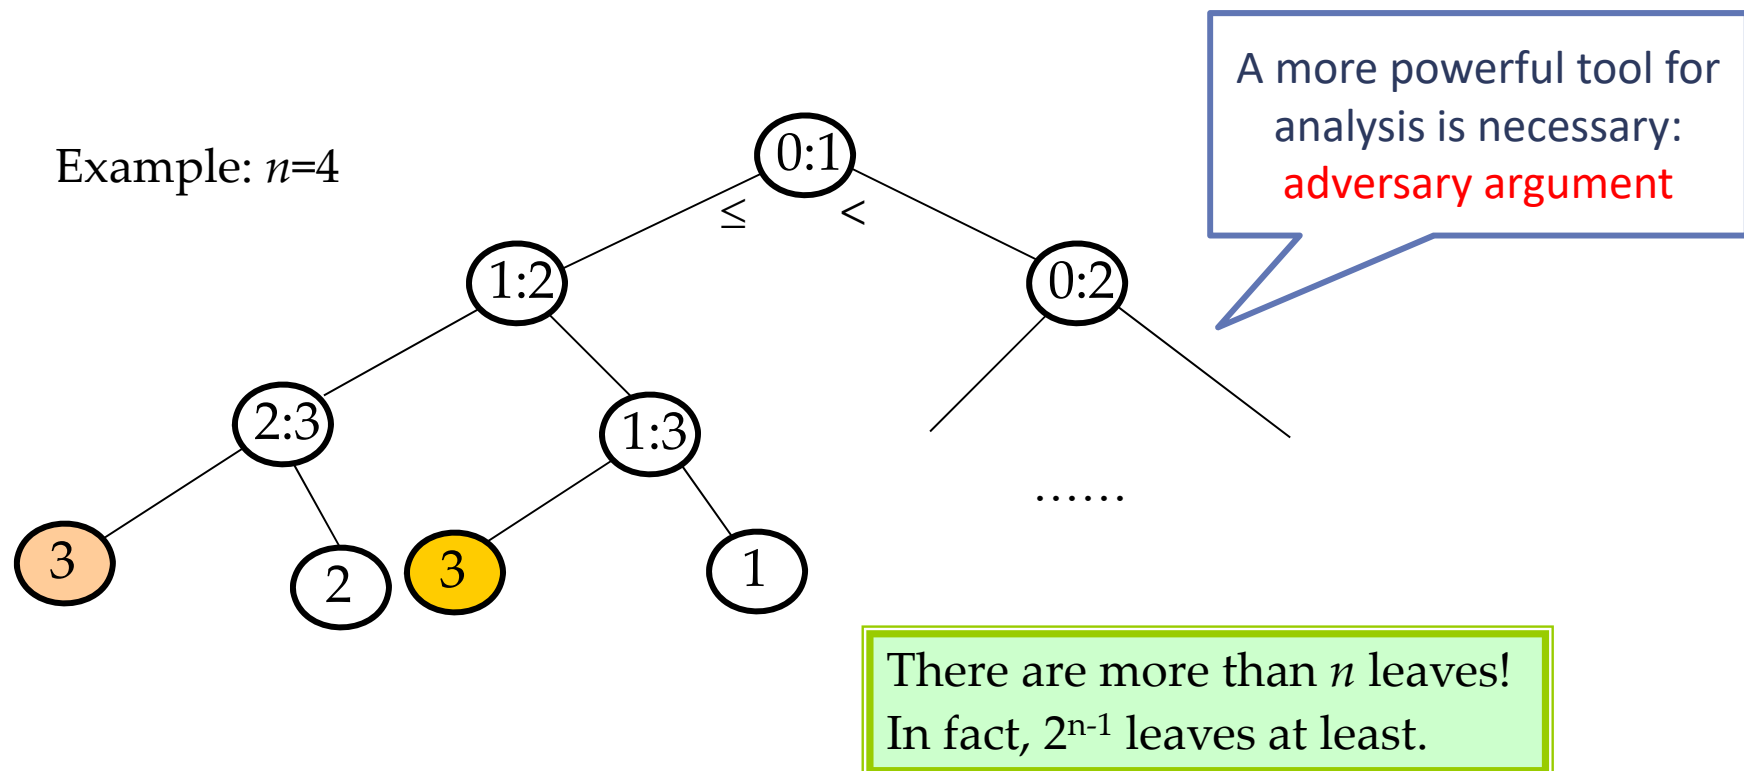 A more powerful tool for
analysis is necessary:
adversary argument
Example: n=4
0:1
≤ <
1:2 0:2
2:3 1:3
......
3 2 3 1
There are more than n leaves!
In fact, 2ⁿ⁻¹ leaves at least.